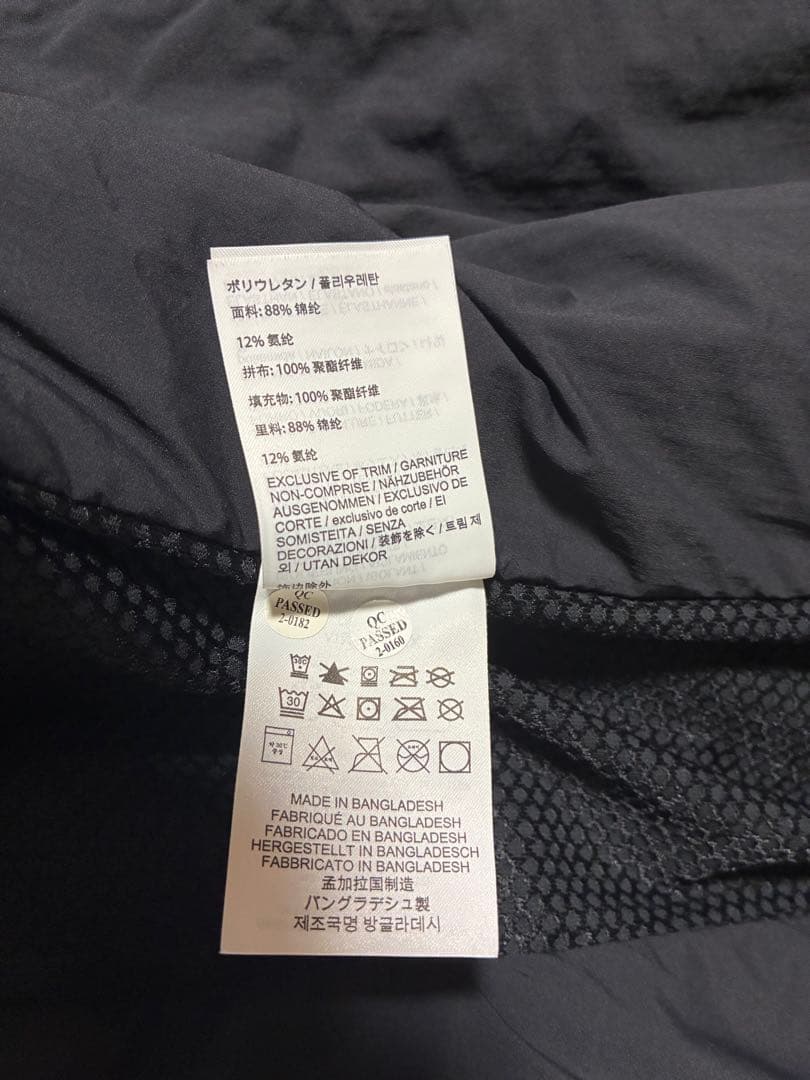 ポリウレタン / 폴리우레탄
面料: 88% 锦纶
12% 氨纶
拼布: 100% 聚酯纤维
填充物: 100% 聚酯纤维
里料: 88% 锦纶
12% 氨纶
EXCLUSIVE OF TRIM / GARNITURE
NON-COMPRISE / NÄHZUBEHÖR
AUSGENOMMEN / EXCLUSIVO DE
CORTE / exclusivo de corte / EI
SOMISTEITA / SENZA
DECORAZIONI / 装飾を除く / 트림 제
외 / UTAN DEKOR
QC
PASSED
2-0182
QC
PASSED
2-0160
30
MADE IN BANGLADESH
FABRIQUÉ AU BANGLADESH
FABRICADO EN BANGLADESH
HERGESTELLT IN BANGLADESCH
FABBRICATO IN BANGLADESH
孟加拉国制造
バングラデシュ製
제조국명 방글라데시